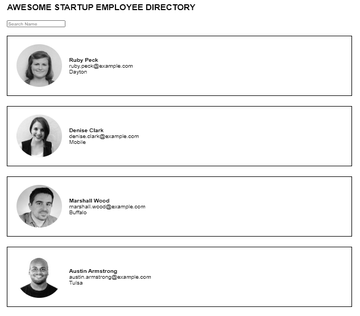 AWESOME STARTUP EMPLOYEE DIRECTORY
Search Name...
Ruby Peck
ruby.peck@example.com
Dayton
Denise Clark
denise.clark@example.com
Mobile
Marshall Wood
marshall.wood@example.com
Buffalo
Austin Armstrong
austin.armstrong@example.com
Tulsa